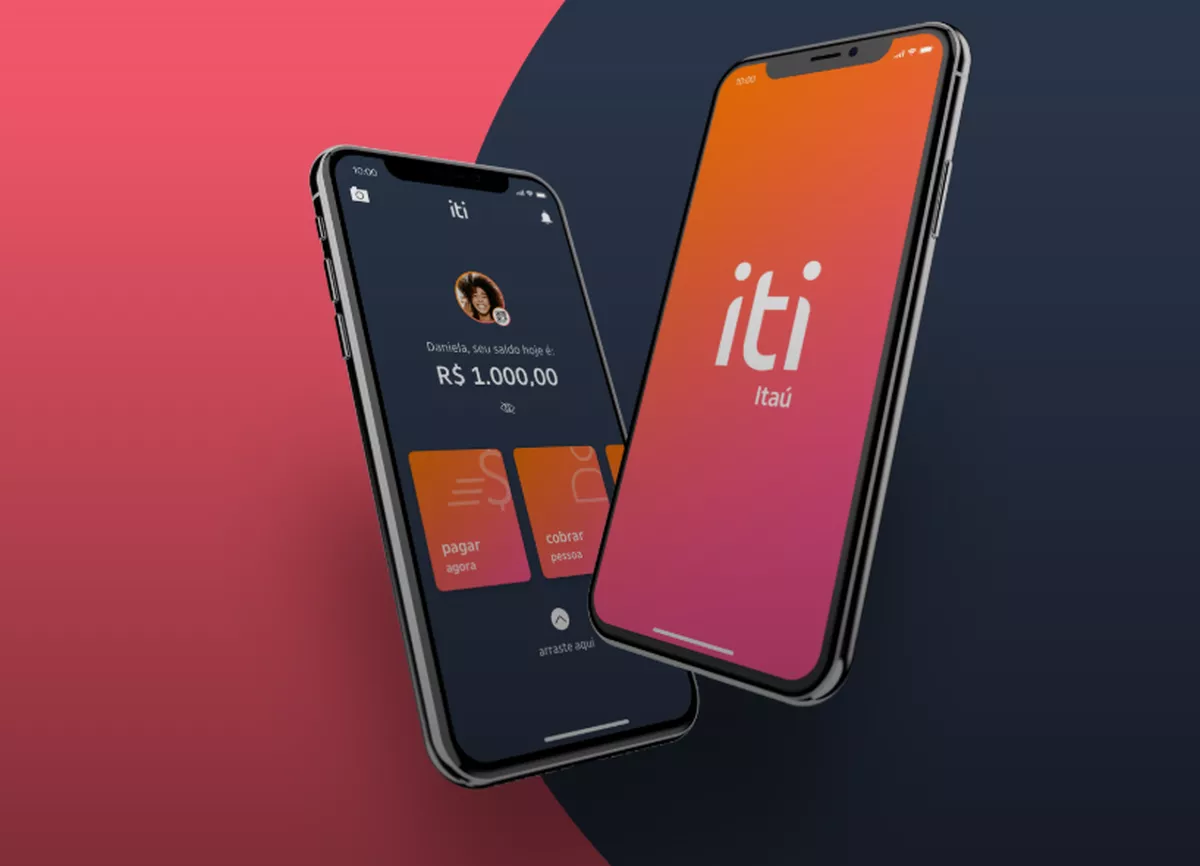 10:00
iti
Daniela, seu saldo hoje é:
R$ 1.000,00
pagar
agora
cobrar
pessoa
arraste aqui
10:00
iti
Itaú